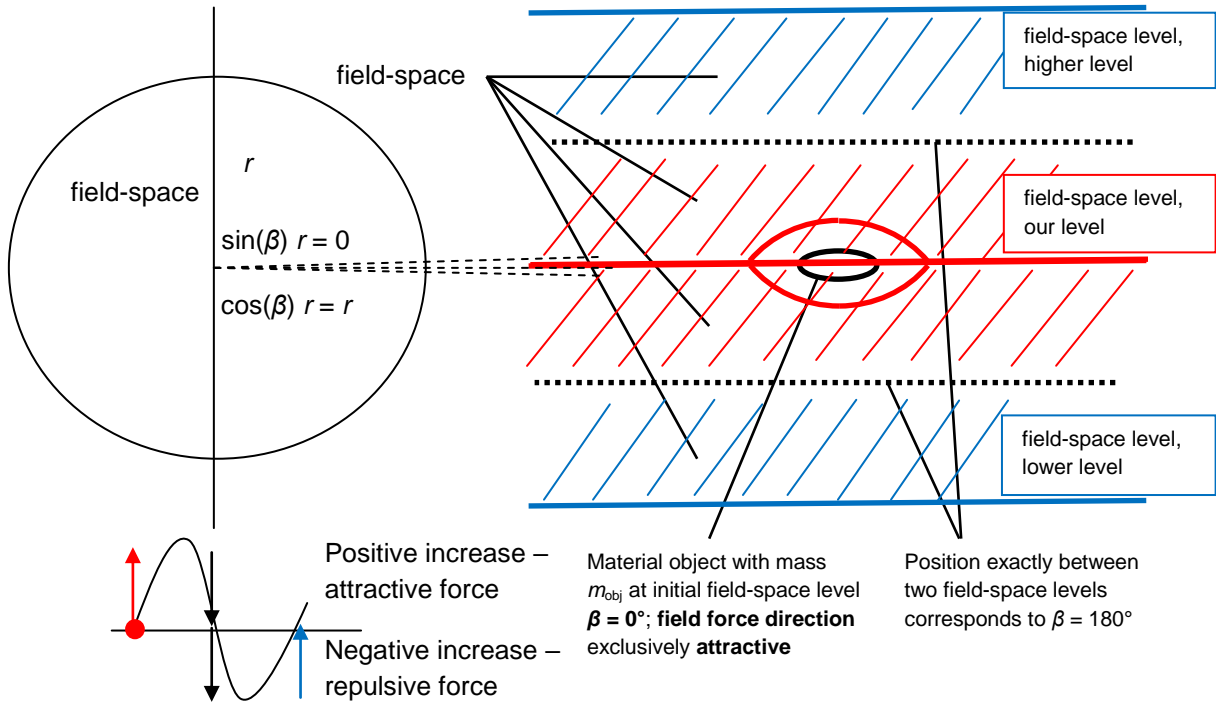 field-space level,
higher level
field-space
r
field-space
field-space level,
our level
sin(β) r = 0
cos(β) r = r
field-space level,
lower level
Positive increase –
attractive force
Negative increase –
repulsive force
Material object with mass
mobj at initial field-space level
β = 0°; field force direction
exclusively attractive
Position exactly between
two field-space levels
corresponds to β = 180°